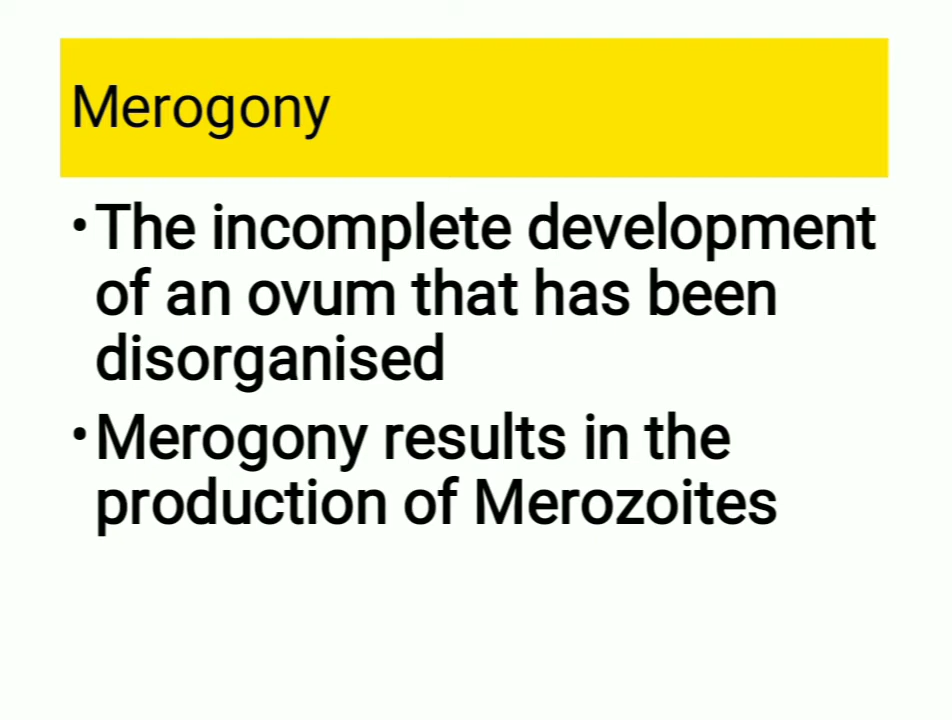 Merogony
•The incomplete development
of an ovum that has been
disorganised
•Merogony results in the
production of Merozoites